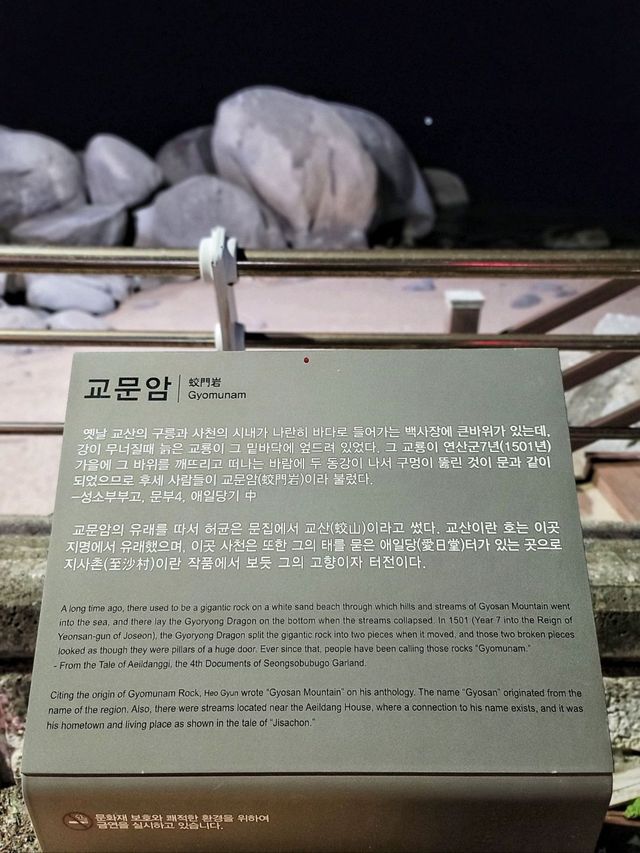 교문암 蛟門岩
Gyomunam
옛날 교산의 구릉과 사천의 시내가 나란히 바다로 들어가는 백사장에 큰바위가 있는데,
강이 무너질때 늙은 교룡이 그 밑바닥에 엎드려 있었다. 그 교룡이 연산군7년(1501년)
가을에 그 바위를 깨뜨리고 떠나는 바람에 두 동강이 나서 구멍이 뚫린 것이 문과 같이
되었으므로 후세 사람들이 교문암(蛟門岩)이라 불렀다.
–성소부부고, 문부4, 애일당기 中
교문암의 유래를 따서 허균은 문집에서 교산(蛟山)이라고 썼다. 교산이란 호는 이곳
지명에서 유래했으며, 이곳 사천은 또한 그의 태를 묻은 애일당(愛日堂)터가 있는 곳으로
지사촌(至沙村)이란 작품에서 보듯 그의 고향이자 터전이다.
A long time ago, there used to be a gigantic rock on a white sand beach through which hills and streams of Gyosan Mountain went
into the sea, and there lay the Gyoryong Dragon on the bottom when the streams collapsed. In 1501 (Year 7 into the Reign of
Yeonsan-gun of Joseon), the Gyoryong Dragon split the gigantic rock into two pieces when it moved, and those two broken pieces
looked as though they were pillars of a huge door. Ever since that, people have been calling those rocks "Gyomunam."
- From the Tale of Aeildanggi, the 4th Documents of Seongsobubugo Garland.
Citing the origin of Gyomunam Rock, Heo Gyun wrote "Gyosan Mountain" on his anthology. The name "Gyosan" originated from the
name of the region. Also, there were streams located near the Aeildang House, where a connection to his name exists, and it was
his hometown and living place as shown in the tale of "Jisachon."
문화재 보호와 쾌적한 환경을 위하여
금연을 실시하고 있습니다.